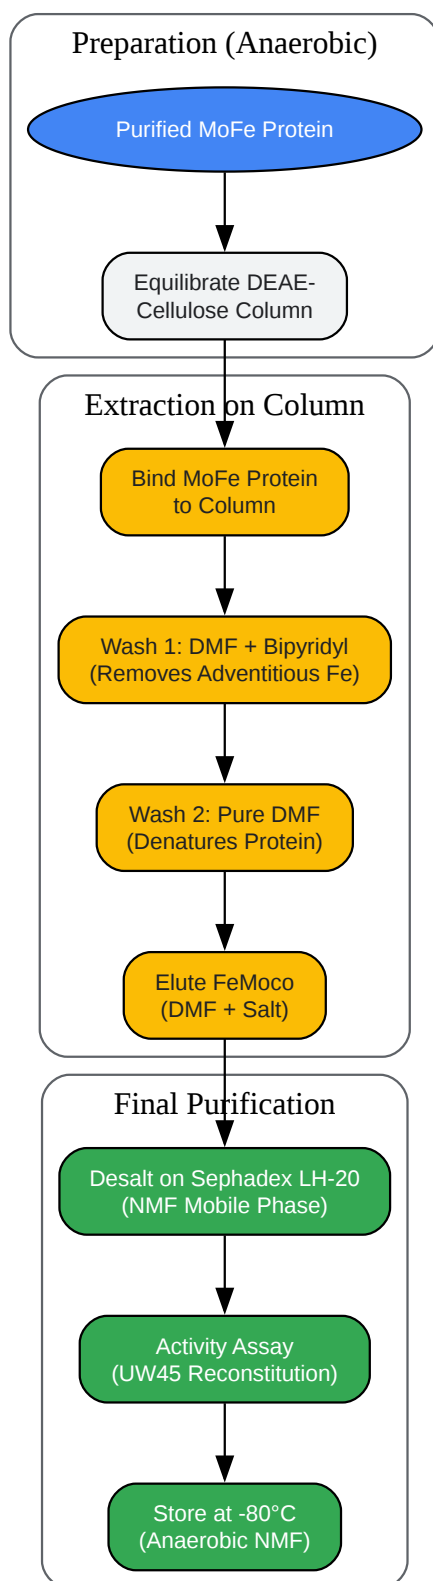 Preparation (Anaerobic)
Purified MoFe Protein
Equilibrate DEAE-
Cellulose Column
Extraction on Column
Bind MoFe Protein
to Column
Wash 1: DMF + Bipyridyl
(Removes Adventitious Fe)
Wash 2: Pure DMF
(Denatures Protein)
Elute FeMoco
(DMF + Salt)
Final Purification
Desalt on Sephadex LH-20
(NMF Mobile Phase)
Activity Assay
(UW45 Reconstitution)
Store at -80°C
(Anaerobic NMF)